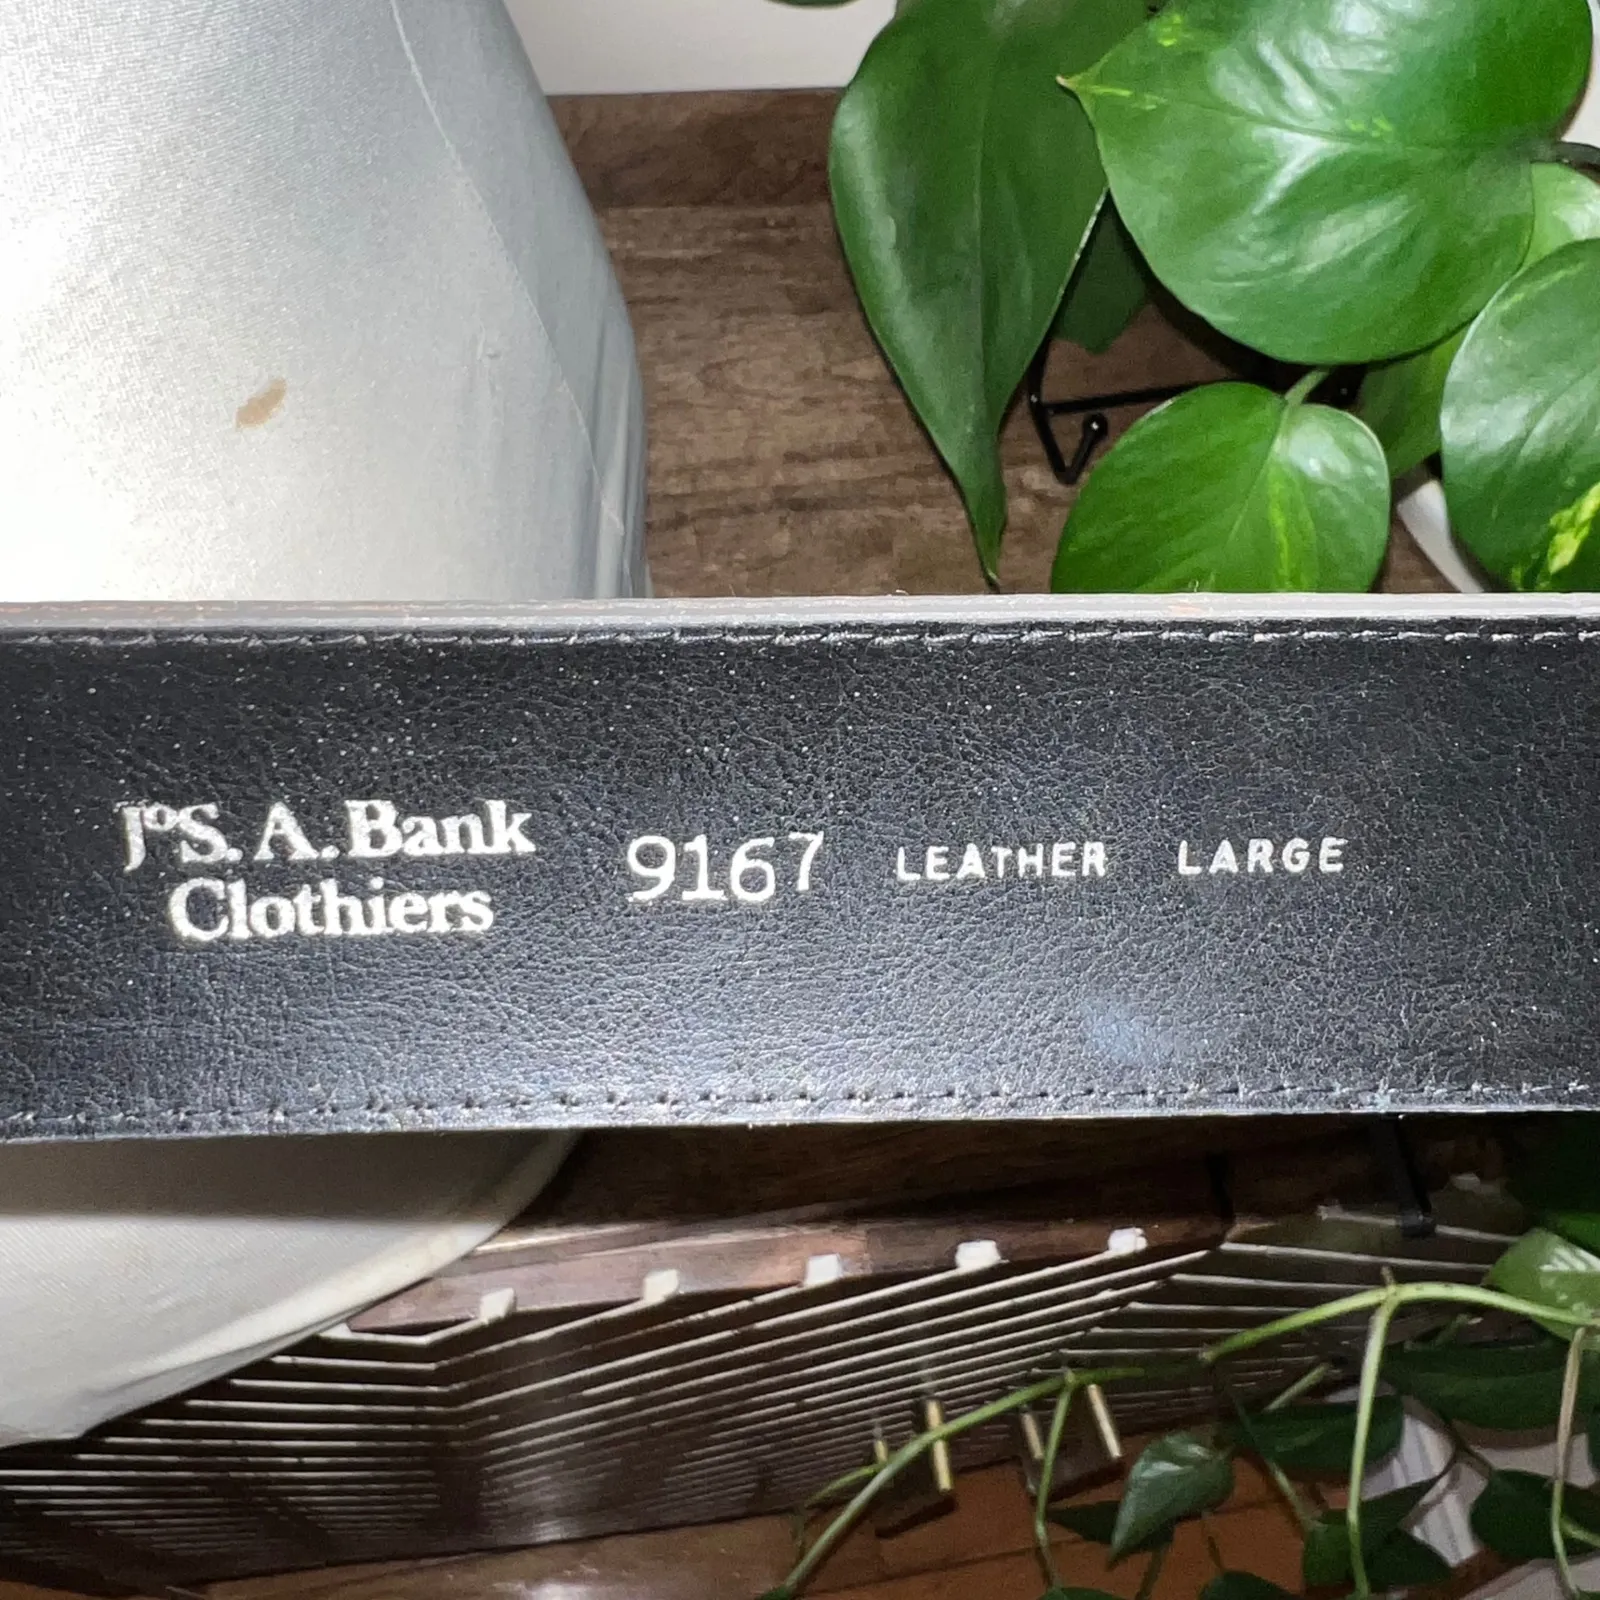 JoS. A. Bank
Clothiers
9167 LEATHER LARGE